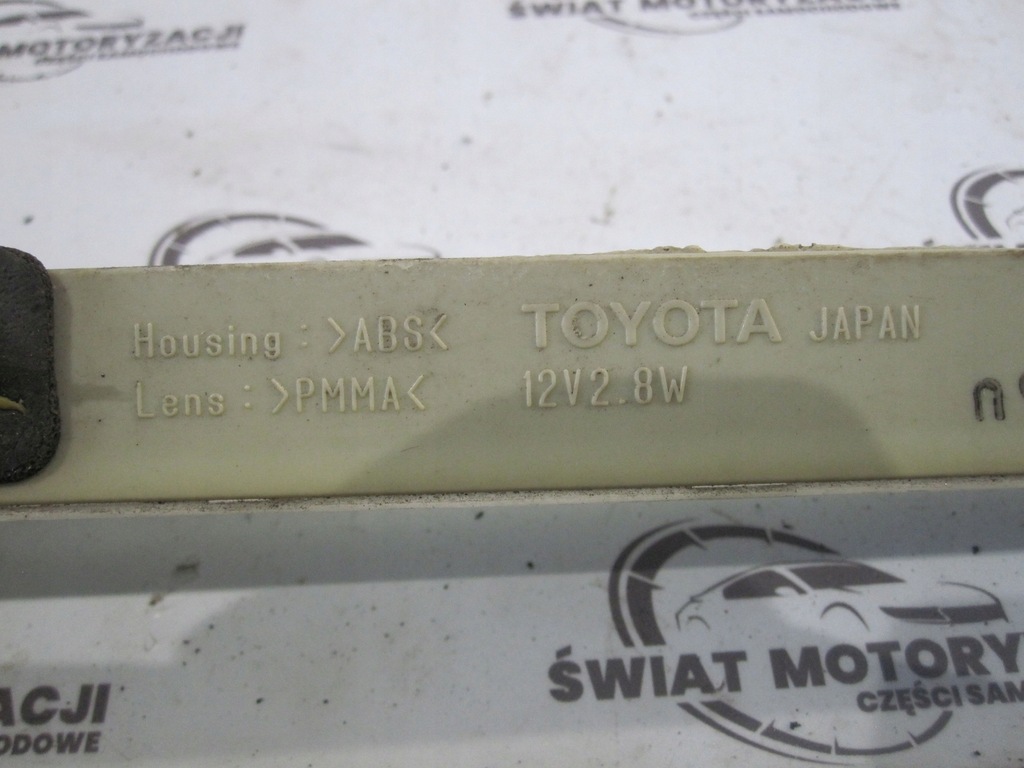 MOTORYZACJI
ŚWIAT MOTORYZACJI
Housing : >ABS<
TOYOTA JAPAN
Lens : >PMMA<
12V2.8W
ACJI
ODOWE
ŚWIAT MOTORY
CZĘŚCI SAM